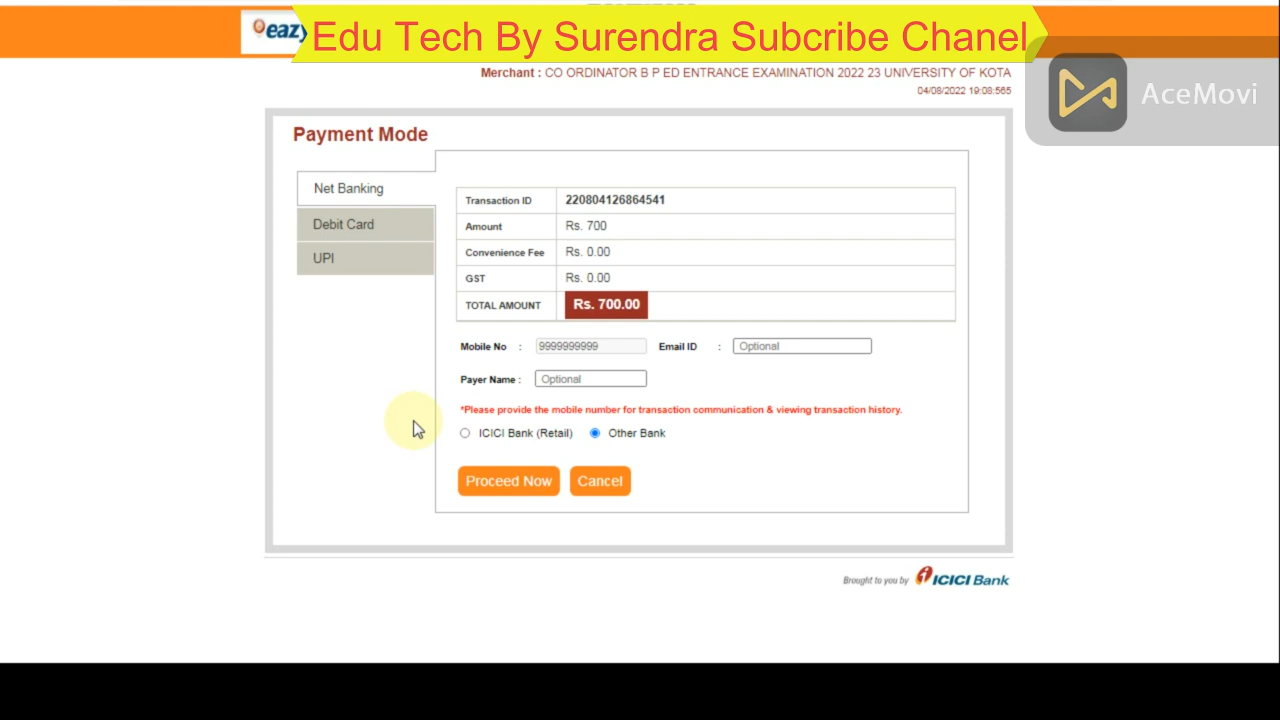 eazy
Edu Tech By Surendra Subcribe Chanel
Merchant : CO ORDINATOR B P ED ENTRANCE EXAMINATION 2022 23 UNIVERSITY OF KOTA
04/08/2022 19:08:565
AceMovi
Payment Mode
Net Banking
Debit Card
UPI
Transaction ID 220804126864541
Amount Rs. 700
Convenience Fee Rs. 0.00
GST Rs. 0.00
TOTAL AMOUNT Rs. 700.00
Mobile No : 9999999999 Email ID : Optional
Payer Name : Optional
*Please provide the mobile number for transaction communication & viewing transaction history.
ICICI Bank (Retail) Other Bank
Proceed Now Cancel
Brought to you by ICICI Bank